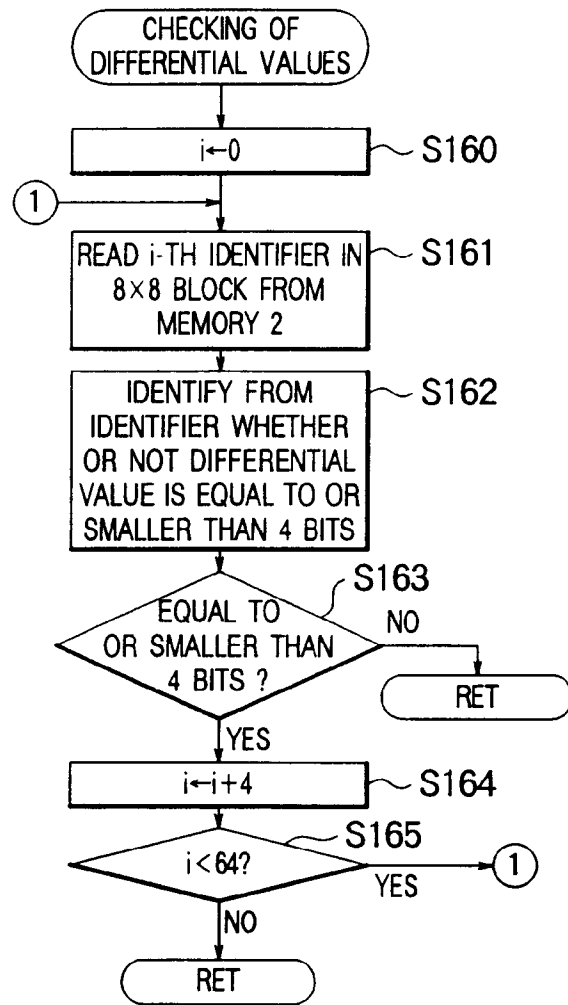 CHECKING OF
DIFFERENTIAL VALUES
i←0
S160
1
READ i-TH IDENTIFIER IN
8×8 BLOCK FROM
MEMORY 2
S161
IDENTIFY FROM
IDENTIFIER WHETHER
OR NOT DIFFERENTIAL
VALUE IS EQUAL TO OR
SMALLER THAN 4 BITS
S162
S163
EQUAL TO
OR SMALLER THAN
4 BITS ?
NO
RET
YES
i←i+4
S164
S165
i<64?
YES
1
NO
RET